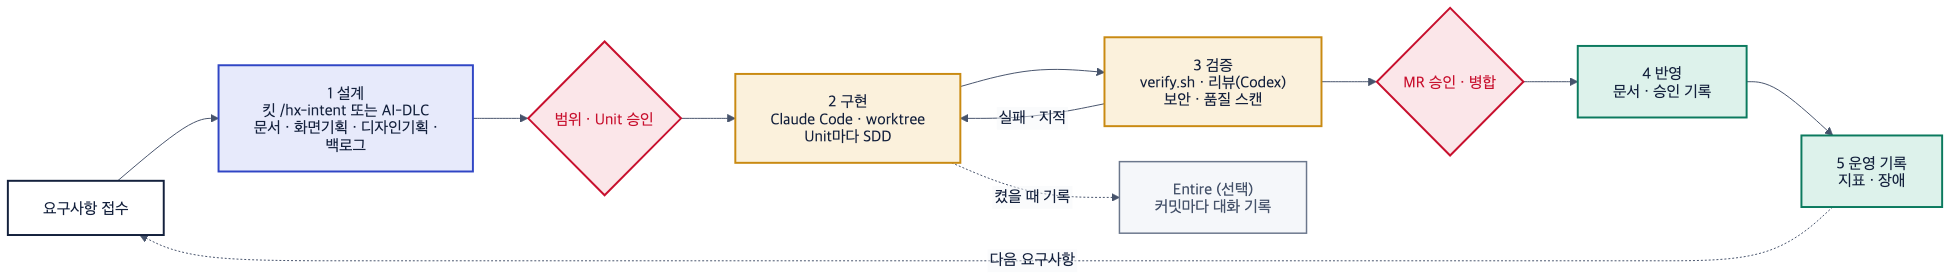 요구사항 접수
1 설계
킷 /hx-intent 또는 AI-DLC
문서 · 화면기획 · 디자인기획 ·
백로그
범위 · Unit 승인
2 구현
Claude Code · worktree
Unit마다 SDD
실패 · 지적
3 검증
verify.sh · 리뷰(Codex)
보안 · 품질 스캔
켰을 때 기록
Entire (선택)
커밋마다 대화 기록
MR 승인 · 병합
4 반영
문서 · 승인 기록
5 운영 기록
지표 · 장애
다음 요구사항